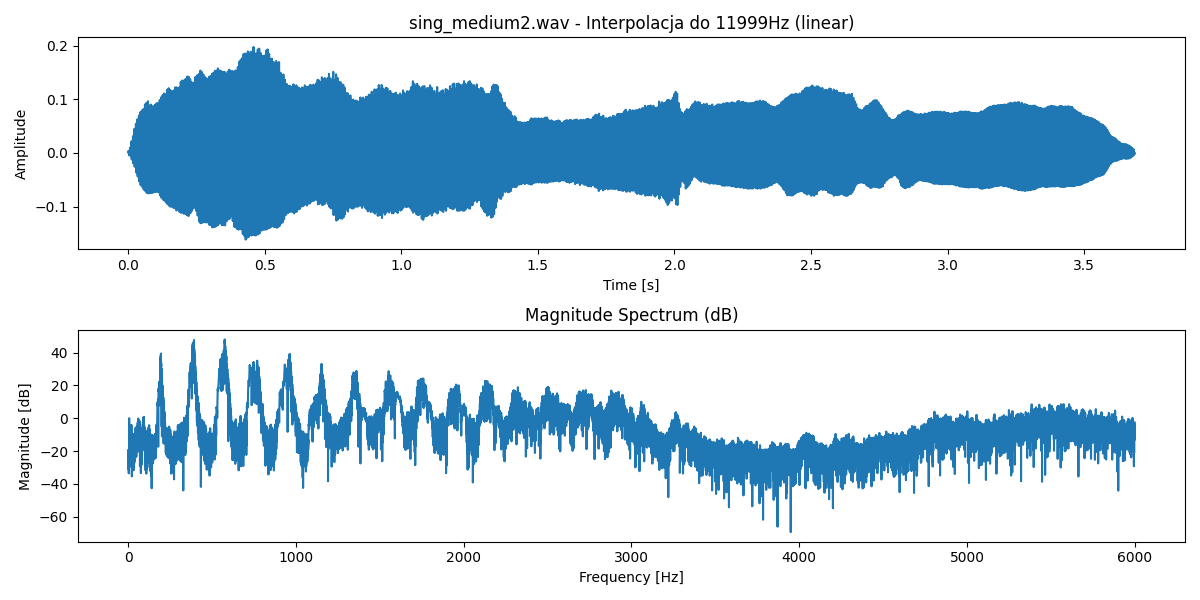 sing_medium2.wav - Interpolacja do 11999Hz (linear)
0.2
0.1
0.0
−0.1
Amplitude
0.0 0.5 1.0 1.5 2.0 2.5 3.0 3.5
Time [s]
Magnitude Spectrum (dB)
40
20
0
−20
−40
−60
Magnitude [dB]
0 1000 2000 3000 4000 5000 6000
Frequency [Hz]